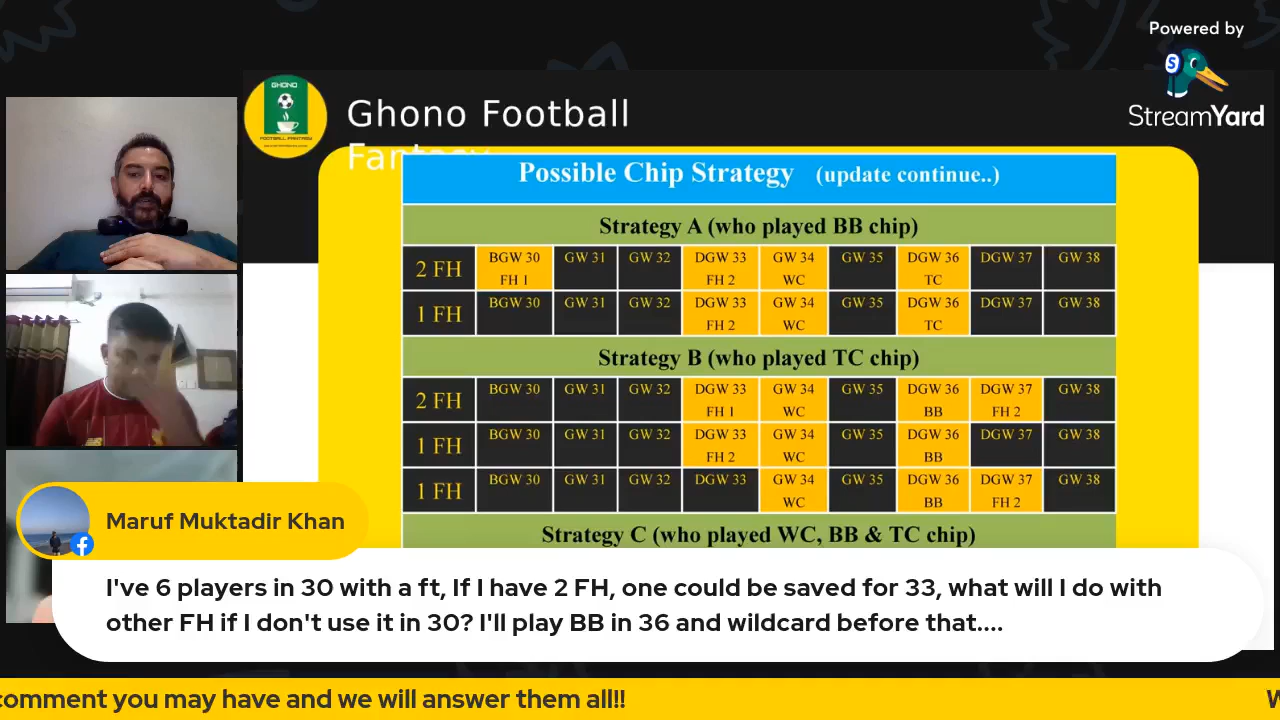 Powered by
S
StreamYard
GHONO
FOOTBALL FANTASY
Ghono Football
Fantasy
Possible Chip Strategy (update continue..)
Strategy A (who played BB chip)
2 FH BGW 30 GW 31 GW 32 DGW 33 GW 34 GW 35 DGW 36 DGW 37 GW 38
FH 1 FH 2 WC TC
1 FH BGW 30 GW 31 GW 32 DGW 33 GW 34 GW 35 DGW 36 DGW 37 GW 38
FH 2 WC TC
Strategy B (who played TC chip)
2 FH BGW 30 GW 31 GW 32 DGW 33 GW 34 GW 35 DGW 36 DGW 37 GW 38
FH 1 WC BB FH 2
1 FH BGW 30 GW 31 GW 32 DGW 33 GW 34 GW 35 DGW 36 DGW 37 GW 38
FH 2 WC BB
1 FH BGW 30 GW 31 GW 32 DGW 33 GW 34 GW 35 DGW 36 DGW 37 GW 38
WC BB FH 2
Strategy C (who played WC, BB & TC chip)
Maruf Muktadir Khan
I've 6 players in 30 with a ft, If I have 2 FH, one could be saved for 33, what will I do with
other FH if I don't use it in 30? I'll play BB in 36 and wildcard before that....
comment you may have and we will answer them all!!
W